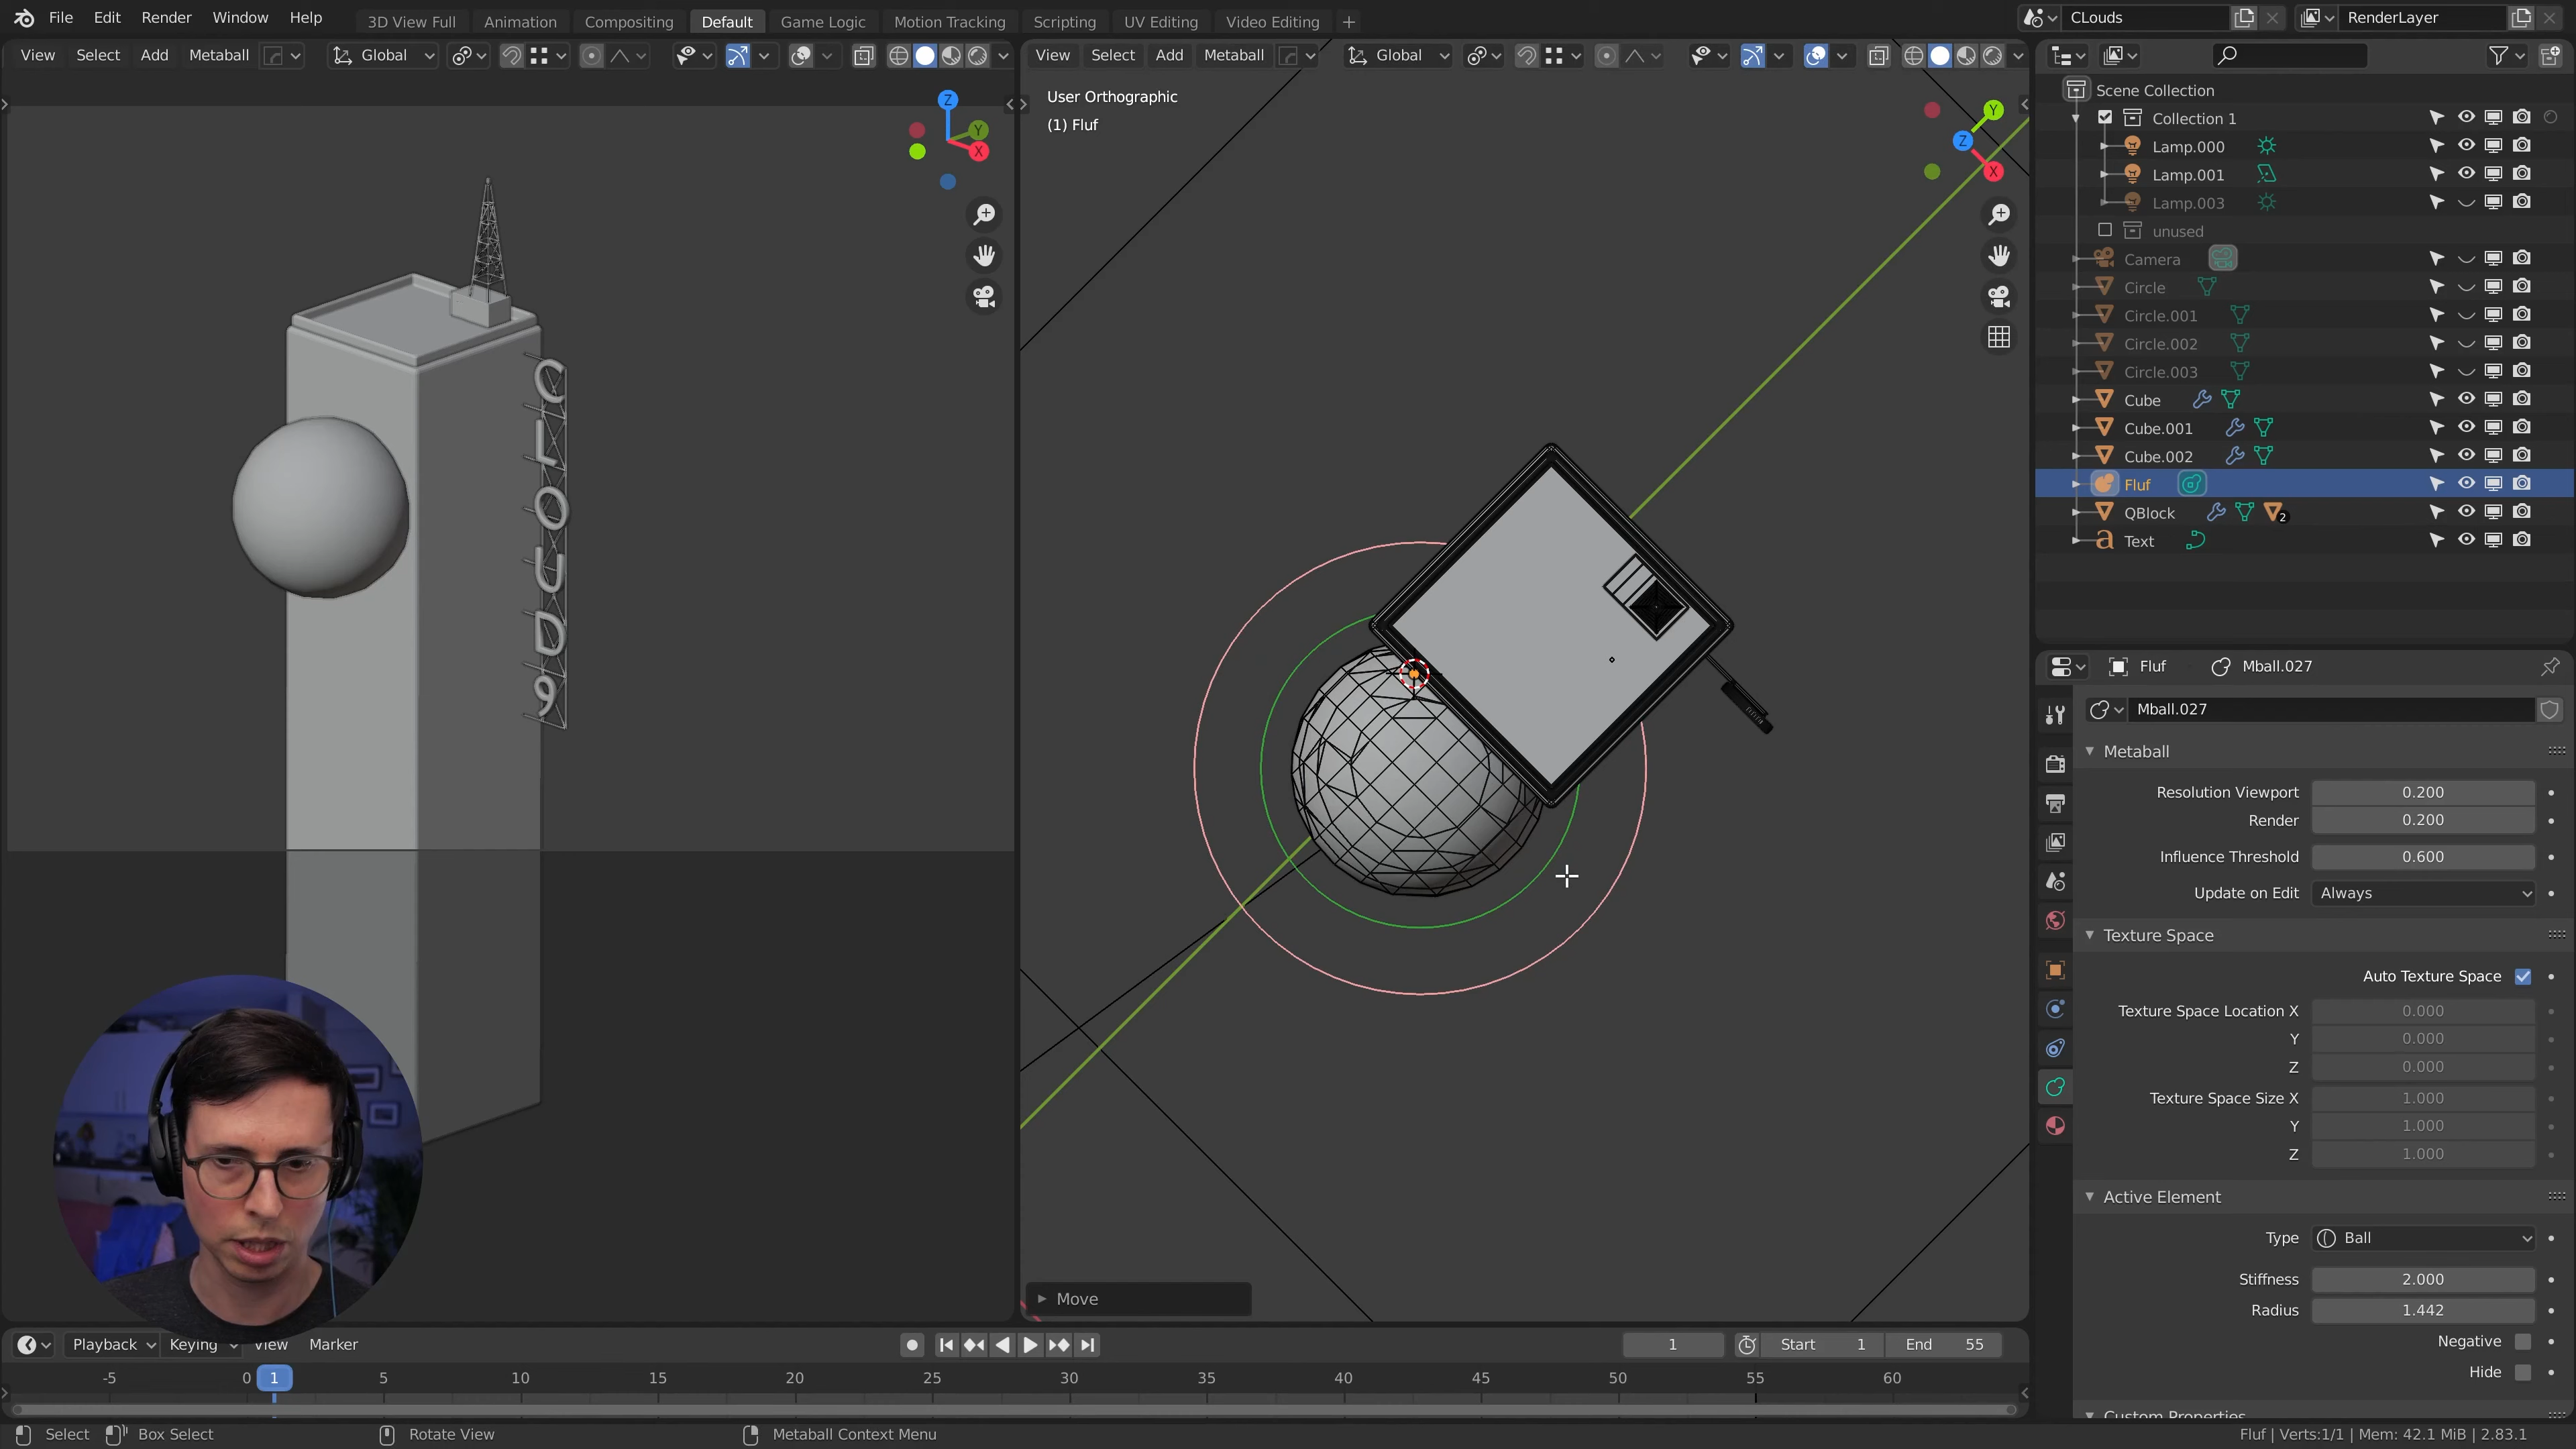 File Edit Render Window Help
3D View Full Animation Compositing Default Game Logic Motion Tracking Scripting UV Editing Video Editing +
CLouds
RenderLayer
View Select Add Metaball Global
View Select Add Metaball Global
User Orthographic
(1) Fluf
Z
Y
X
Y
Z
X
C
L
O
U
D
9
Move
Scene Collection
Collection 1
Lamp.000
Lamp.001
Lamp.003
unused
Camera
Circle
Circle.001
Circle.002
Circle.003
Cube
Cube.001
Cube.002
Fluf
QBlock 2
Text
Fluf Mball.027
Mball.027
Metaball
Resolution Viewport 0.200
Render 0.200
Influence Threshold 0.600
Update on Edit Always
Texture Space
Auto Texture Space
Texture Space Location X 0.000
Y 0.000
Z 0.000
Texture Space Size X 1.000
Y 1.000
Z 1.000
Active Element
Type Ball
Stiffness 2.000
Radius 1.442
Negative
Hide
Custom Properties
Playback Keying View Marker
1 Start 1 End 55
-5 0 1 5 10 15 20 25 30 35 40 45 50 55 60
Select Box Select Rotate View Metaball Context Menu
Fluf | Verts:1/1 | Mem: 42.1 MiB | 2.83.1